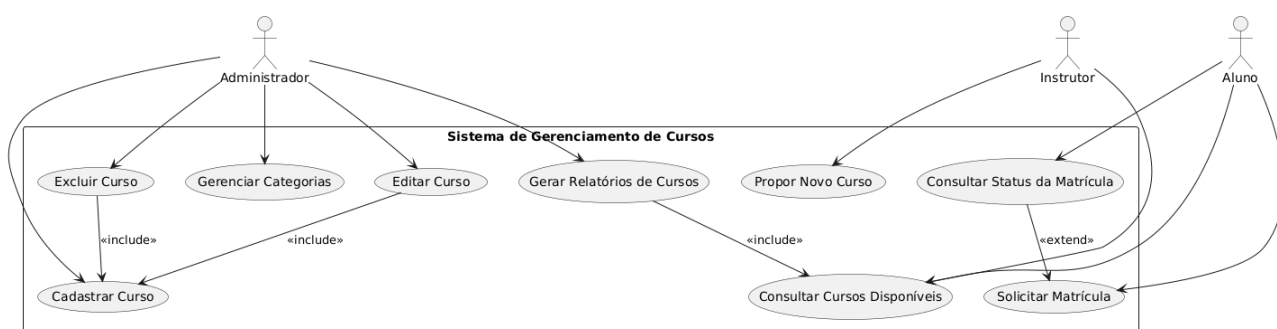 Administrador
Instrutor
Aluno
Sistema de Gerenciamento de Cursos
Excluir Curso
Gerenciar Categorias
Editar Curso
Gerar Relatórios de Cursos
Propor Novo Curso
Consultar Status da Matrícula
«include»
«include»
«include»
«extend»
Cadastrar Curso
Consultar Cursos Disponíveis
Solicitar Matrícula